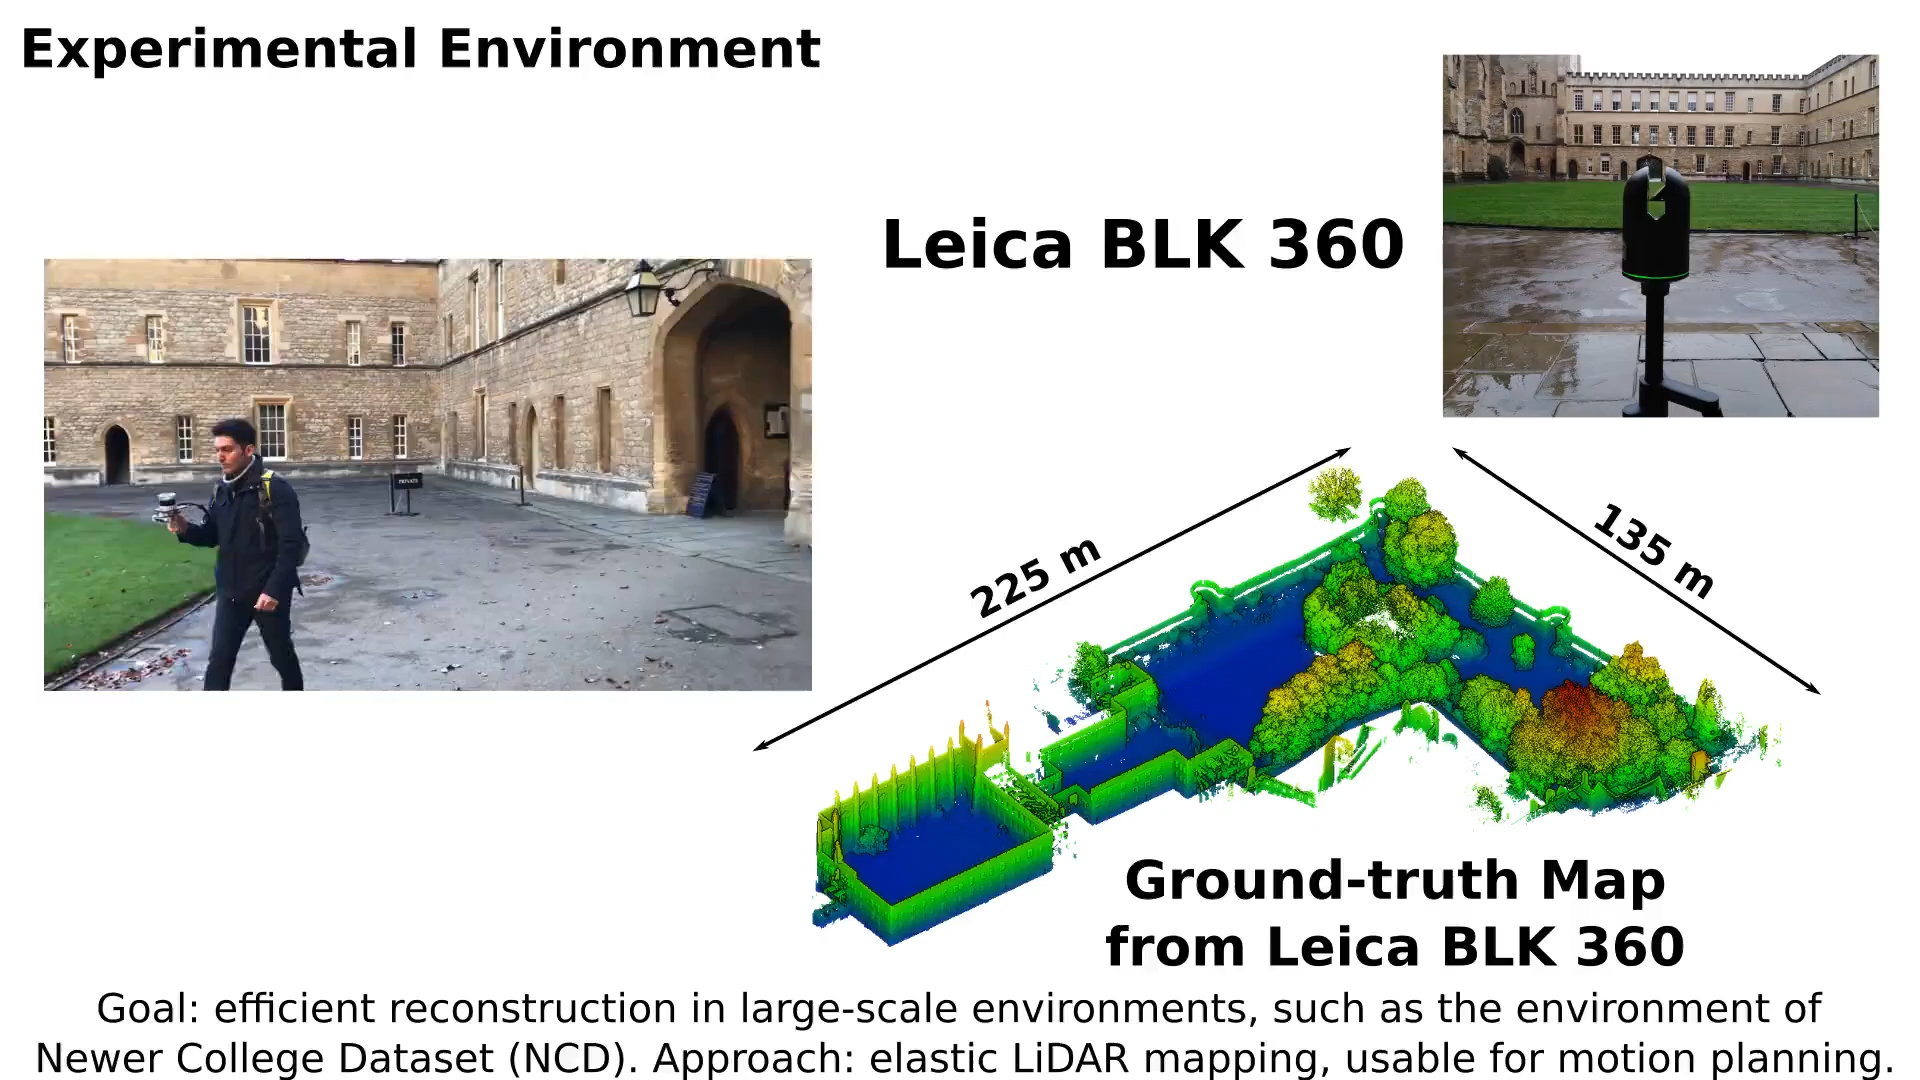 Experimental Environment
Leica BLK 360
PRIVATE
225 m
135 m
Ground-truth Map
from Leica BLK 360
Goal: efficient reconstruction in large-scale environments, such as the environment of
Newer College Dataset (NCD). Approach: elastic LiDAR mapping, usable for motion planning.